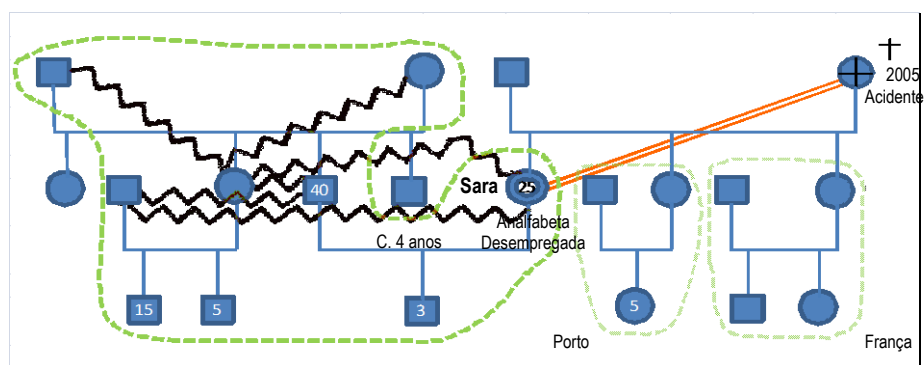 2005
Acidente
40
Sara
25
Analfabeta
C. 4 anos
Desempregada
15
5
3
5
Porto
França